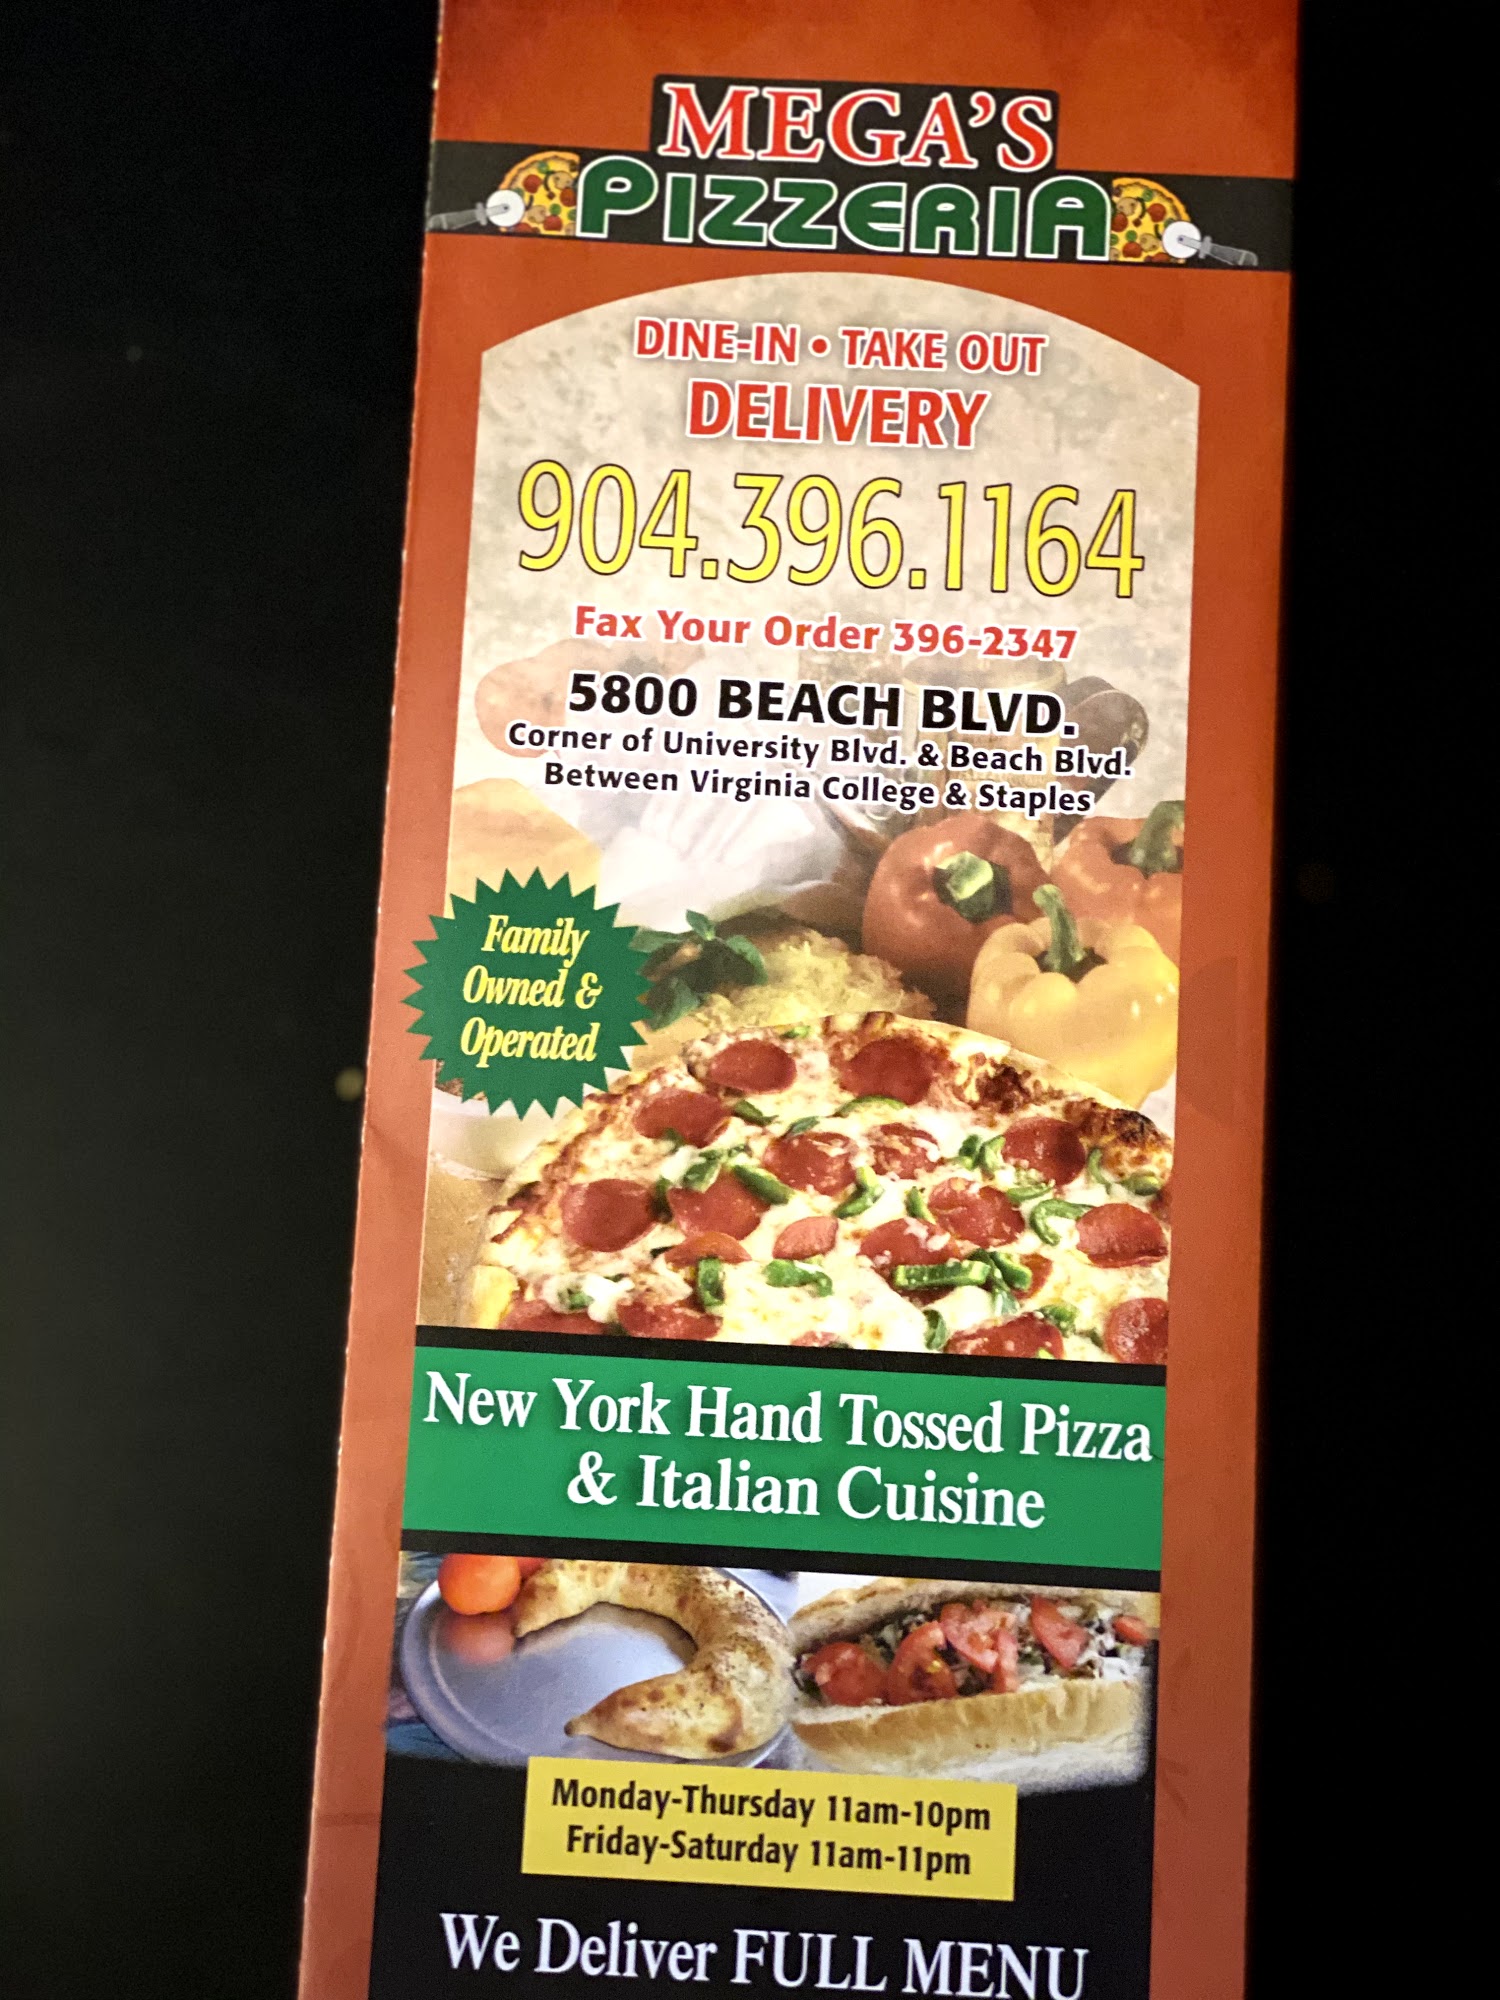 MEGA'S
PIZZERIA
DINE-IN • TAKE OUT
DELIVERY
904.396.1164
Fax Your Order 396-2347
5800 BEACH BLVD.
Corner of University Blvd. & Beach Blvd.
Between Virginia College & Staples
Family
Owned &
Operated
New York Hand Tossed Pizza
& Italian Cuisine
Monday-Thursday 11am-10pm
Friday-Saturday 11am-11pm
We Deliver FULL MENU